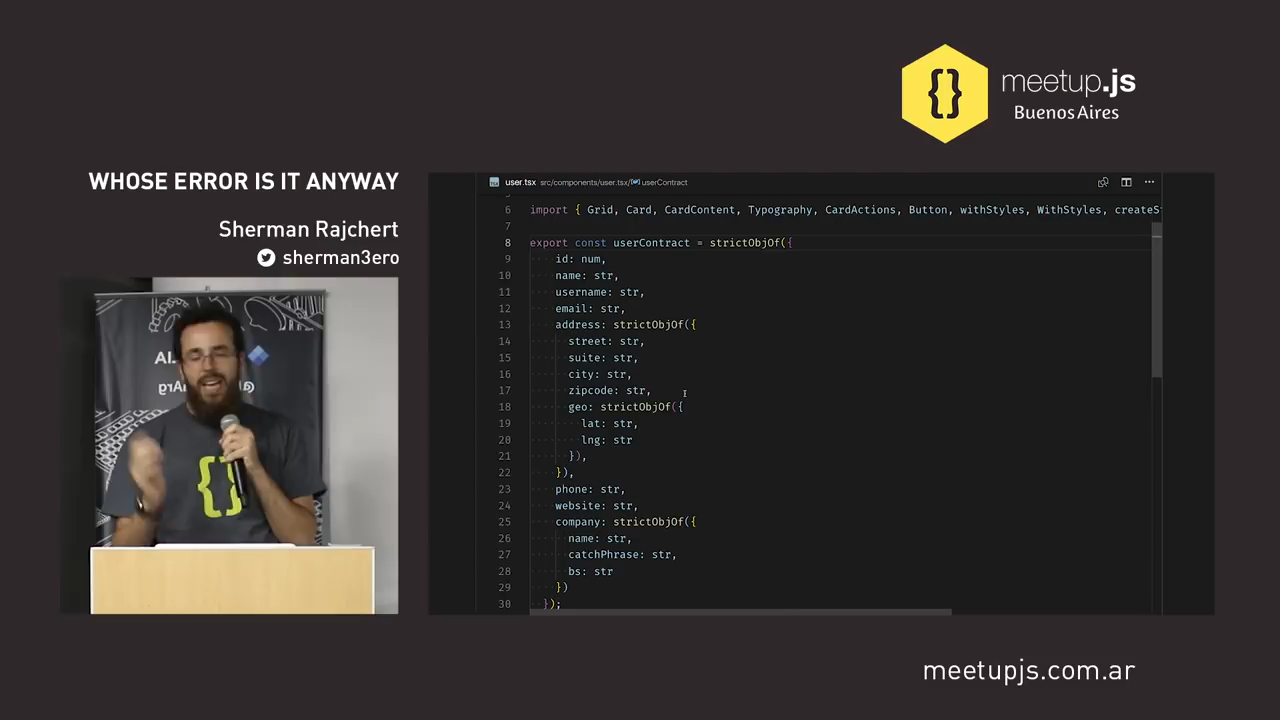 {} meetup.js
Buenos Aires
WHOSE ERROR IS IT ANYWAY
Sherman Rajchert
sherman3ero
{}
user.tsx src/components/user.tsx/userContract
6 import { Grid, Card, CardContent, Typography, CardActions, Button, withStyles, WithStyles, createS
7
8 export const userContract = strictObjOf({
9 id: num,
10 name: str,
11 username: str,
12 email: str,
13 address: strictObjOf({
14 street: str,
15 suite: str,
16 city: str,
17 zipcode: str,
18 geo: strictObjOf({
19 lat: str,
20 lng: str
21 }),
22 }),
23 phone: str,
24 website: str,
25 company: strictObjOf({
26 name: str,
27 catchPhrase: str,
28 bs: str
29 })
30 });
meetupjs.com.ar